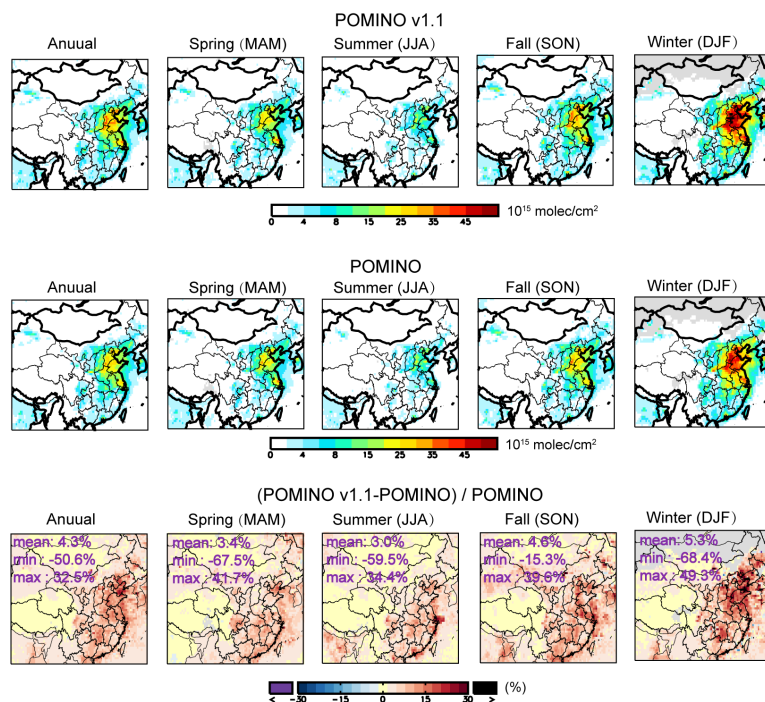 POMINO v1.1
Anuual Spring（MAM） Summer (JJA） Fall (SON) Winter (DJF）
0 4 8 15 25 35 45 10¹⁵ molec/cm²
POMINO
Anuual Spring（MAM） Summer (JJA） Fall (SON) Winter (DJF）
0 4 8 15 25 35 45 10¹⁵ molec/cm²
(POMINO v1.1-POMINO) / POMINO
Anuual Spring（MAM） Summer (JJA） Fall (SON) Winter (DJF）
mean: 4.3% mean: 3.4% mean: 3.0% mean: 4.6% mean: 5.3%
min : -50.6% min : -67.5% min : -59.5% min : -15.3% min : -68.4%
max : 32.5% max : 41.7% max : 34.4% max : 39.6% max : 49.3%
< -30 -15 0 15 30 > (%)